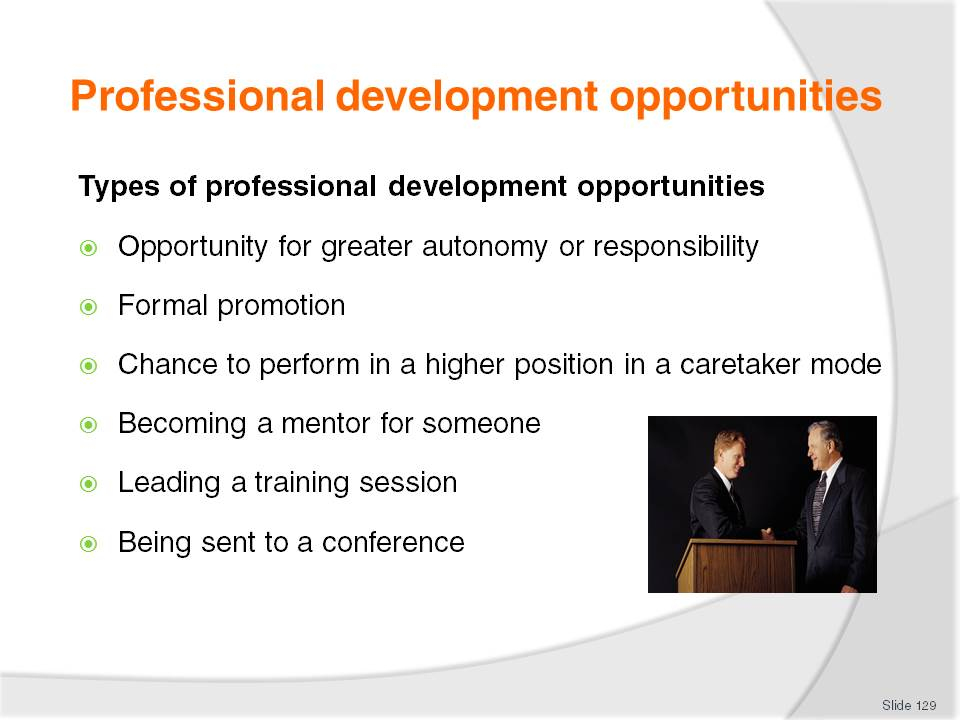 Professional development opportunities
Types of professional development opportunities
Opportunity for greater autonomy or responsibility
Formal promotion
Chance to perform in a higher position in a caretaker mode
Becoming a mentor for someone
Leading a training session
Being sent to a conference
Slide 129